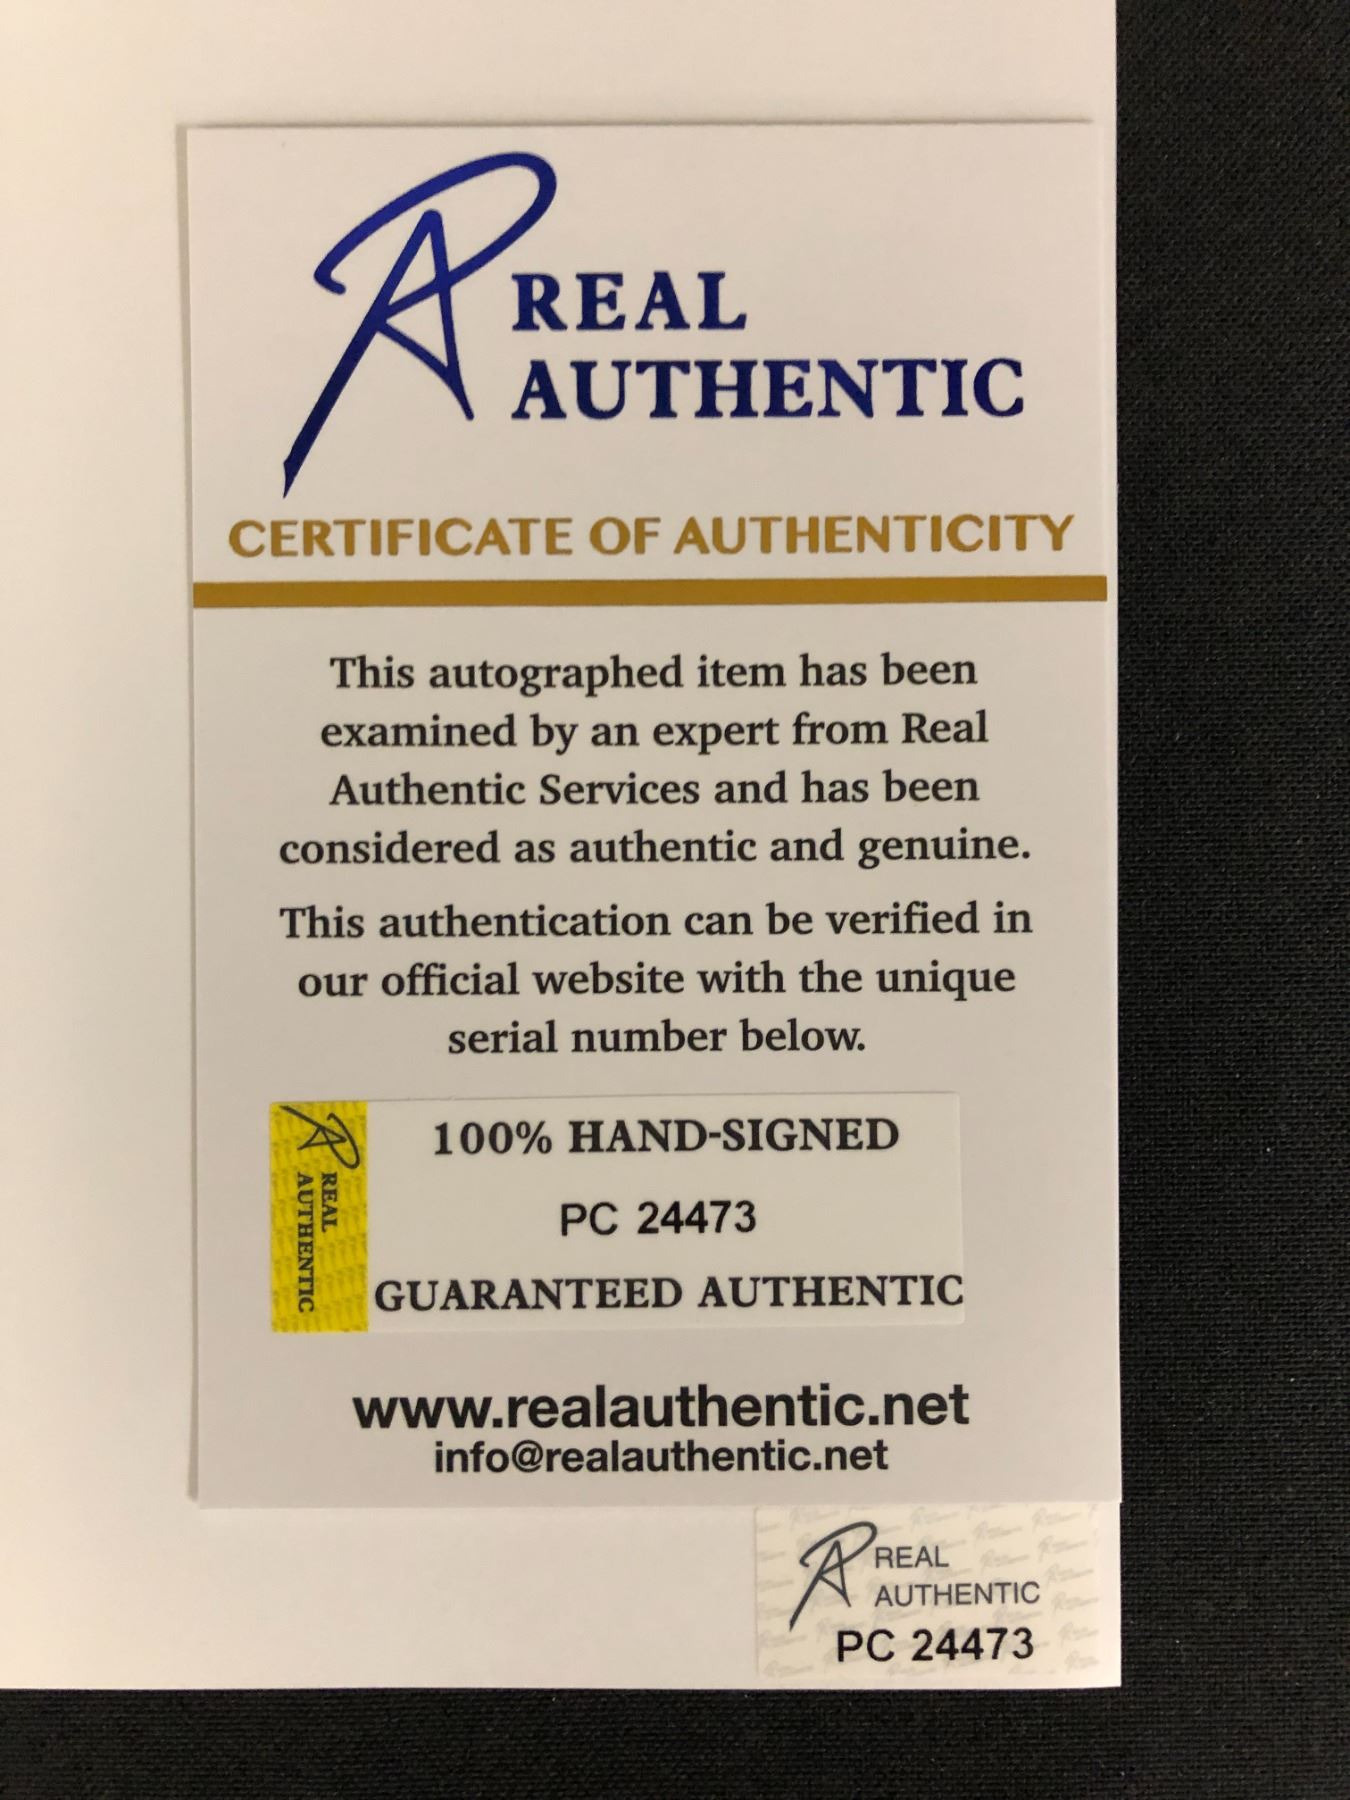 REAL
AUTHENTIC
CERTIFICATE OF AUTHENTICITY
This autographed item has been
examined by an expert from Real
Authentic Services and has been
considered as authentic and genuine.
This authentication can be verified in
our official website with the unique
serial number below.
REAL
AUTHENTIC
100% HAND-SIGNED
PC 24473
GUARANTEED AUTHENTIC
www.realauthentic.net
info@realauthentic.net
REAL
AUTHENTIC
PC 24473